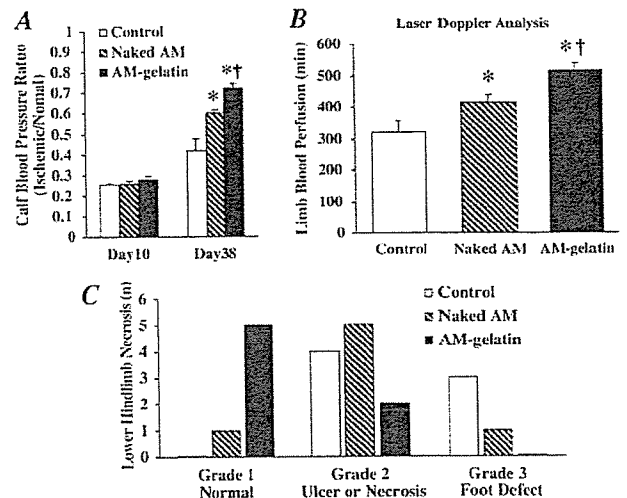 A
Control
Naked AM
AM-gelatin
Calf Blood Pressure Ratuo
(Ischemic/Nomal)
1
0.9
0.8
0.7
0.6
0.5
0.4
0.3
0.2
0.1
0
*
*†
Day10
Day38
B
Laser Doppler Analysis
Limb Blood Perfusion (min)
600
500
400
300
200
100
0
*
*†
Control
Naked AM
AM-gelatin
C
Control
Naked AM
AM-gelatin
Lower Hindlimb Necrosis (n)
6
5
4
3
2
1
0
Grade 1
Normal
Grade 2
Ulcer or Necrosis
Grade 3
Foot Defect